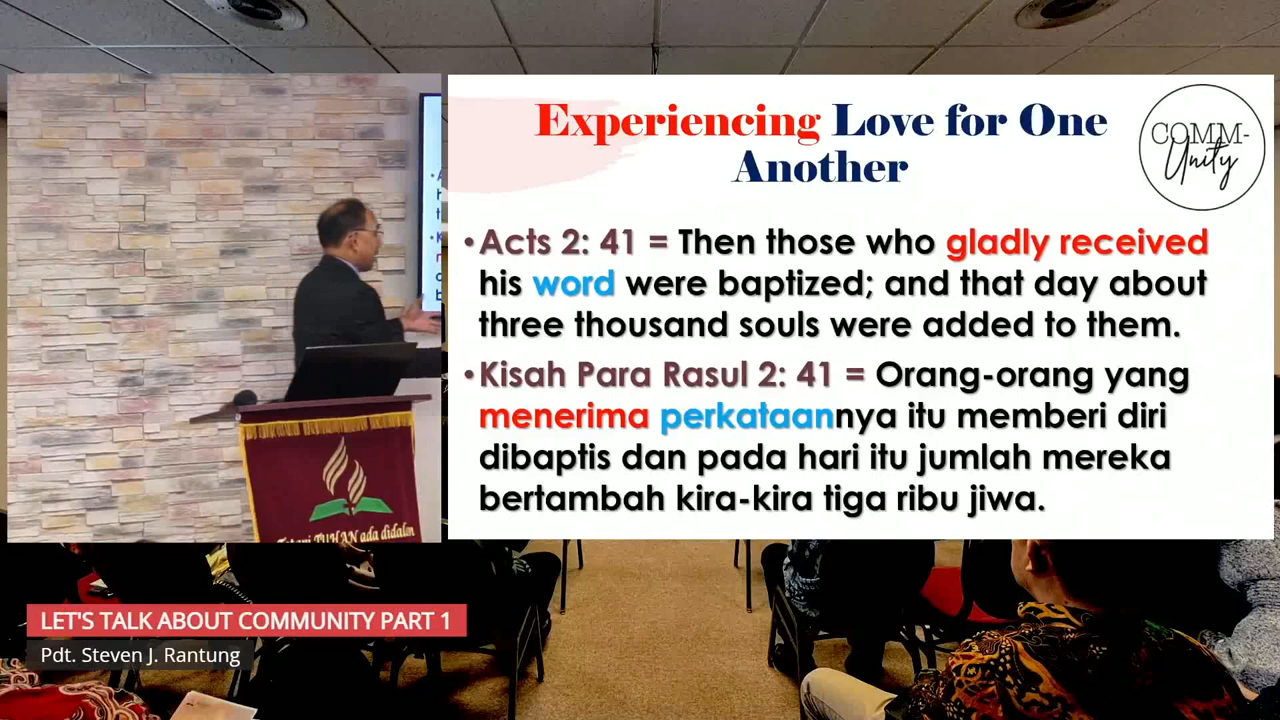 Experiencing Love for One
Another
COMM-
Unity
•Acts 2: 41 = Then those who gladly received
his word were baptized; and that day about
three thousand souls were added to them.
•Kisah Para Rasul 2: 41 = Orang-orang yang
menerima perkataannya itu memberi diri
dibaptis dan pada hari itu jumlah mereka
bertambah kira-kira tiga ribu jiwa.
TUHAN ada didalam
LET'S TALK ABOUT COMMUNITY PART 1
Pdt. Steven J. Rantung